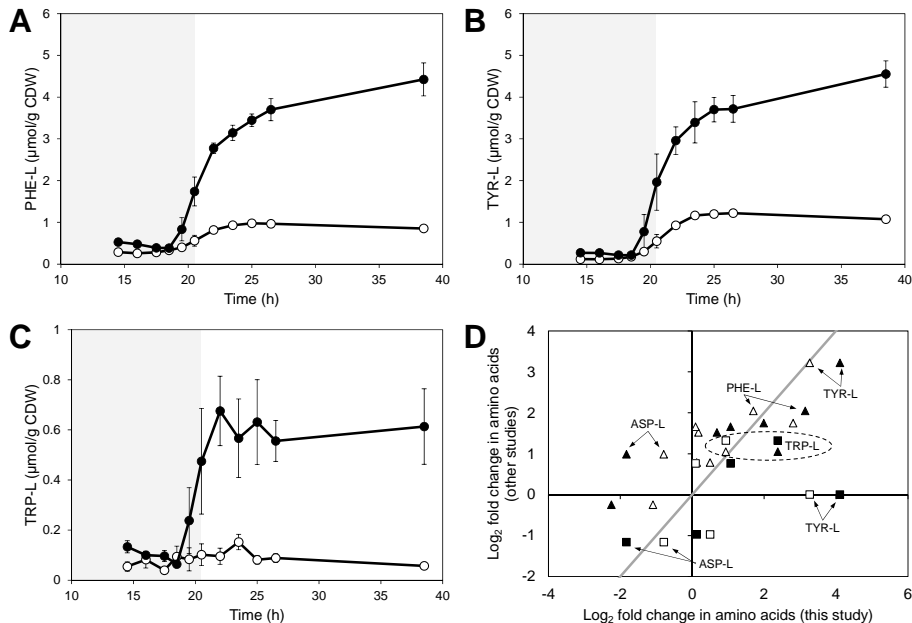 A
PHE-L (µmol/g CDW)
6
5
4
3
2
1
0
10 15 20 25 30 35 40
Time (h)
B
TYR-L (µmol/g CDW)
6
5
4
3
2
1
0
10 15 20 25 30 35 40
Time (h)
C
TRP-L (µmol/g CDW)
1
0.8
0.6
0.4
0.2
0
10 15 20 25 30 35 40
Time (h)
D
Log2 fold change in amino acids
(other studies)
4
3
2
1
0
-1
-2
-4 -2 0 2 4 6
PHE-L
TYR-L
ASP-L
TRP-L
TYR-L
ASP-L
Log2 fold change in amino acids (this study)